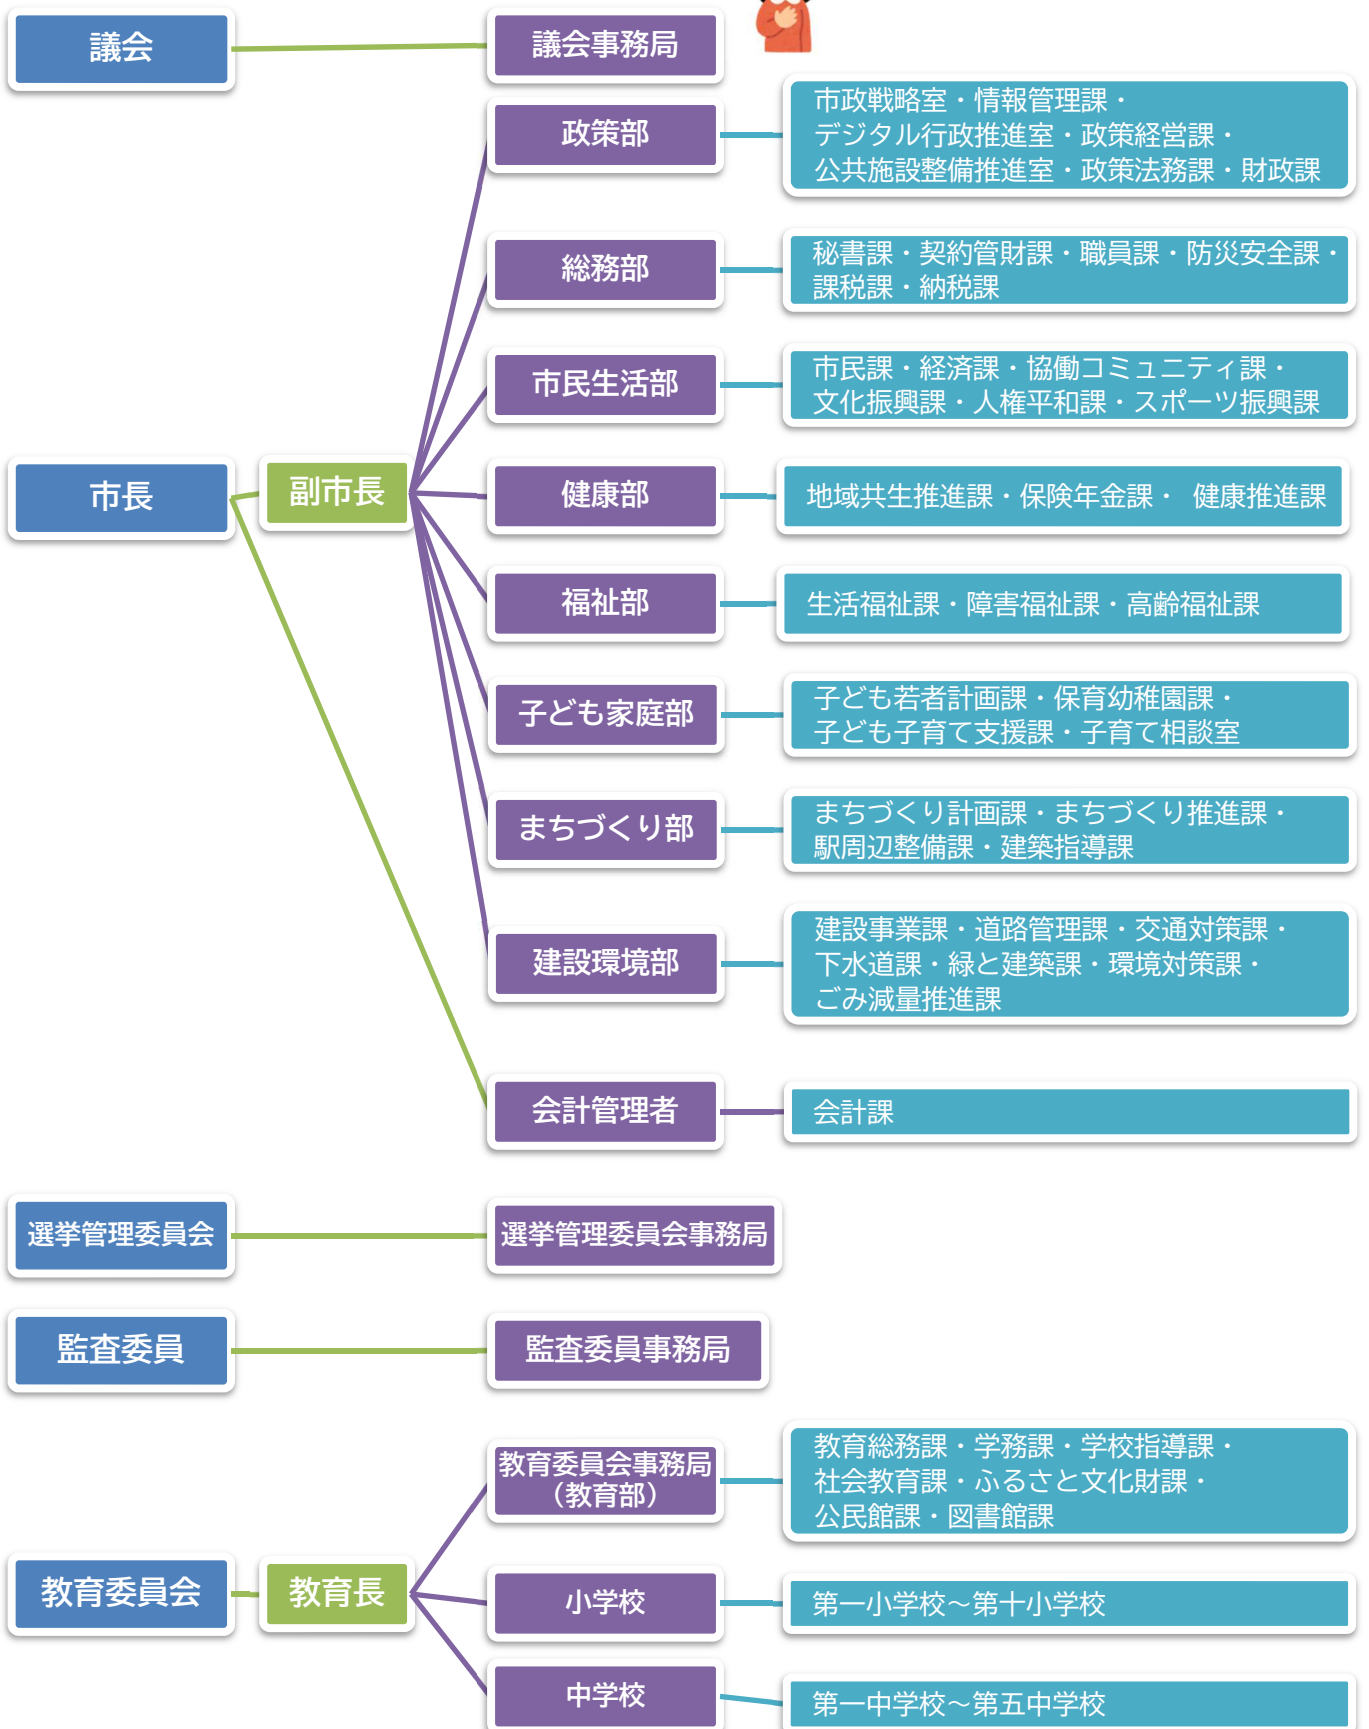 議会
議会事務局
政策部
市政戦略室・情報管理課・
デジタル行政推進室・政策経営課・
公共施設整備推進室・政策法務課・財政課
総務部
秘書課・契約管財課・職員課・防災安全課・
課税課・納税課
市民生活部
市民課・経済課・協働コミュニティ課・
文化振興課・人権平和課・スポーツ振興課
市長
副市長
健康部
地域共生推進課・保険年金課・ 健康推進課
福祉部
生活福祉課・障害福祉課・高齢福祉課
子ども家庭部
子ども若者計画課・保育幼稚園課・
子ども子育て支援課・子育て相談室
まちづくり部
まちづくり計画課・まちづくり推進課・
駅周辺整備課・建築指導課
建設環境部
建設事業課・道路管理課・交通対策課・
下水道課・緑と建築課・環境対策課・
ごみ減量推進課
会計管理者
会計課
選挙管理委員会
選挙管理委員会事務局
監査委員
監査委員事務局
教育委員会事務局
（教育部）
教育総務課・学務課・学校指導課・
社会教育課・ふるさと文化財課・
公民館課・図書館課
教育委員会
教育長
小学校
第一小学校～第十小学校
中学校
第一中学校～第五中学校